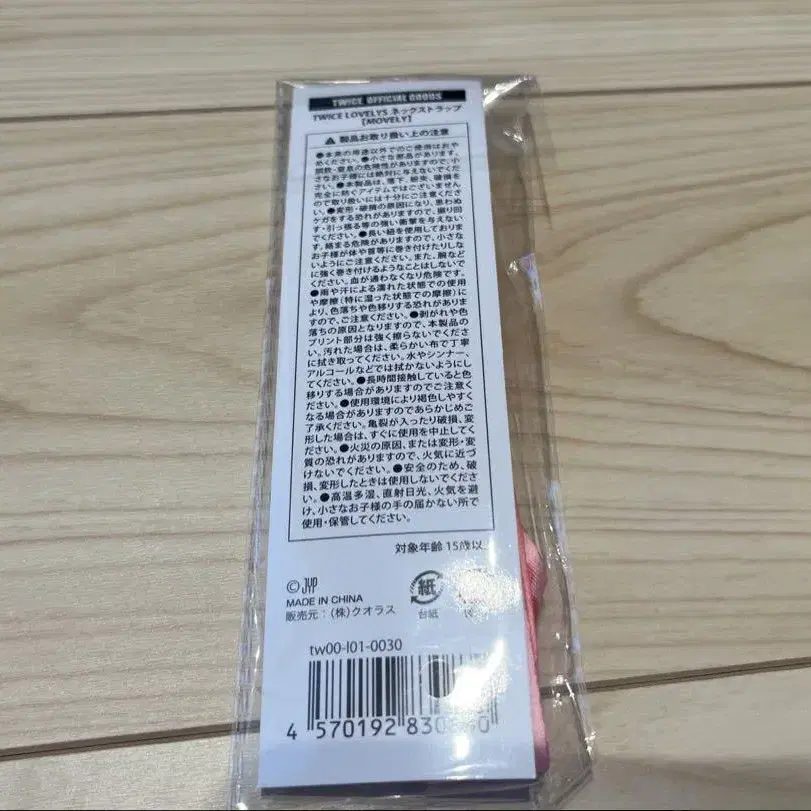 TWICE OFFICIAL GOODS
TWICE LOVELYS ネックストラップ
[MOVELY]
⚠ 製品お取り扱い上の注意
●本来の用途以外でのご使用はおや
めください。●小さな部品があります。
誤飲・窒息の危険性がありますので、小
さなお子様には絶対に与えないでくだ
さい。●本製品は、落下、紛失、破損を
完全に防ぐアイテムではございません
ので取り扱いには十分にご注意くださ
い。●変形・破損の原因になり、思わぬ
ケガをする恐れがありますので、振り回
す・引っ張る等の強い衝撃を与えない
でください。●長い紐を使用しておりま
す。絡まる危険がありますので、小さな
お子様が体や首等に巻き付けたりしな
いようにご注意ください。また、腕など
に強く巻き付けるようなことはしないで
ください。血が通わなくなり危険です。
●雨や汗による濡れた状態での使用
や摩擦(特に湿った状態での摩擦)に
より、色落ちや色移りする恐れがありま
すので、ご注意ください。●剥がれや色
落ちの原因となりますので、本製品の
プリント部分は強く擦らないでくださ
い。汚れた場合は、柔らかい布で丁寧
に拭き取ってください。水やシンナー、
アルコールなどでは拭かないようにし
てください。●長時間接触していると色
移りする場合がありますのでご注意く
ださい。●使用環境により褐色しやすく
なる場合がありますのであらかじめご
了承ください。亀裂が入ったり破損、変
形した場合は、すぐに使用を中止してく
ださい。●火災の原因、または変形・変
質の恐れがありますので、火気に近づ
けないでください。●安全のため、破
損、変形したときは使用しないでくださ
い。●高温多湿、直射日光、火気を避
け、小さなお子様の手の届かない所で
使用・保管してください。
対象年齢 15歳以
© JYP
MADE IN CHINA
販売元：(株)クオラス
紙
台紙
tw00-l01-0030
4 570192